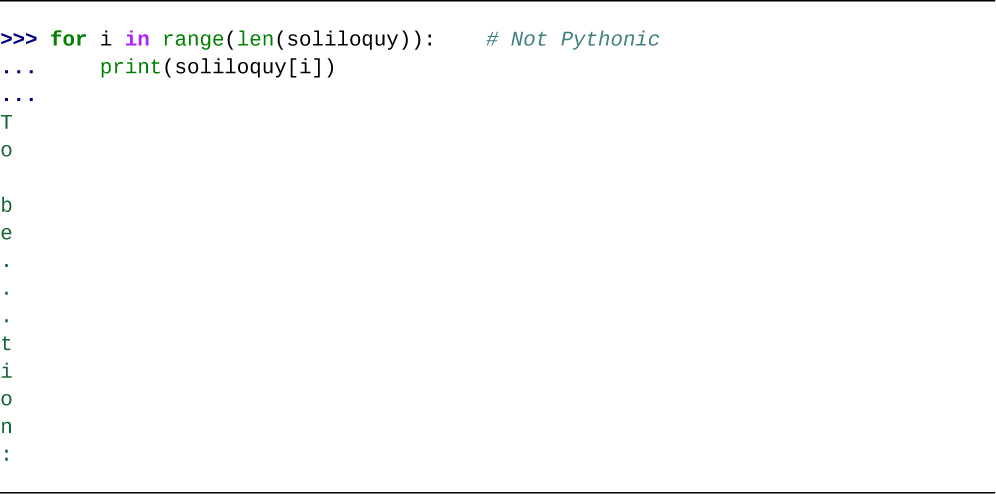 >>> for i in range(len(soliloquy)):    # Not Pythonic
...     print(soliloquy[i])
...
T
o

b
e
.
.
.
t
i
o
n
: